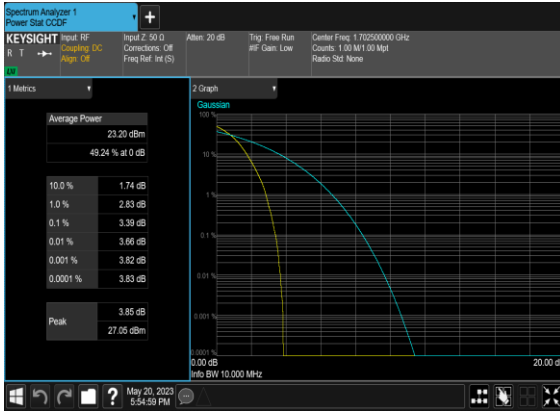 Spectrum Analyzer 1
Power Stat CCDF
+
KEYSIGHT
R T
LXI
Input: RF
Coupling: DC
Align: Off
Input Z: 50 Ω
Corrections: Off
Freq Ref: Int (S)
Atten: 20 dB
Trig: Free Run
#IF Gain: Low
Center Freq: 1.702500000 GHz
Counts: 1.00 M/1.00 Mpt
Radio Std: None
1 Metrics
Average Power
23.20 dBm
49.24 % at 0 dB
10.0 % 1.74 dB
1.0 % 2.83 dB
0.1 % 3.39 dB
0.01 % 3.66 dB
0.001 % 3.82 dB
0.0001 % 3.83 dB
Peak
3.85 dB
27.05 dBm
2 Graph
Gaussian
100 %
10 %
1 %
0.1 %
0.01 %
0.001 %
0.0001 %
0.00 dB
20.00 d
Info BW 10.000 MHz
?
May 20, 2023
5:54:59 PM